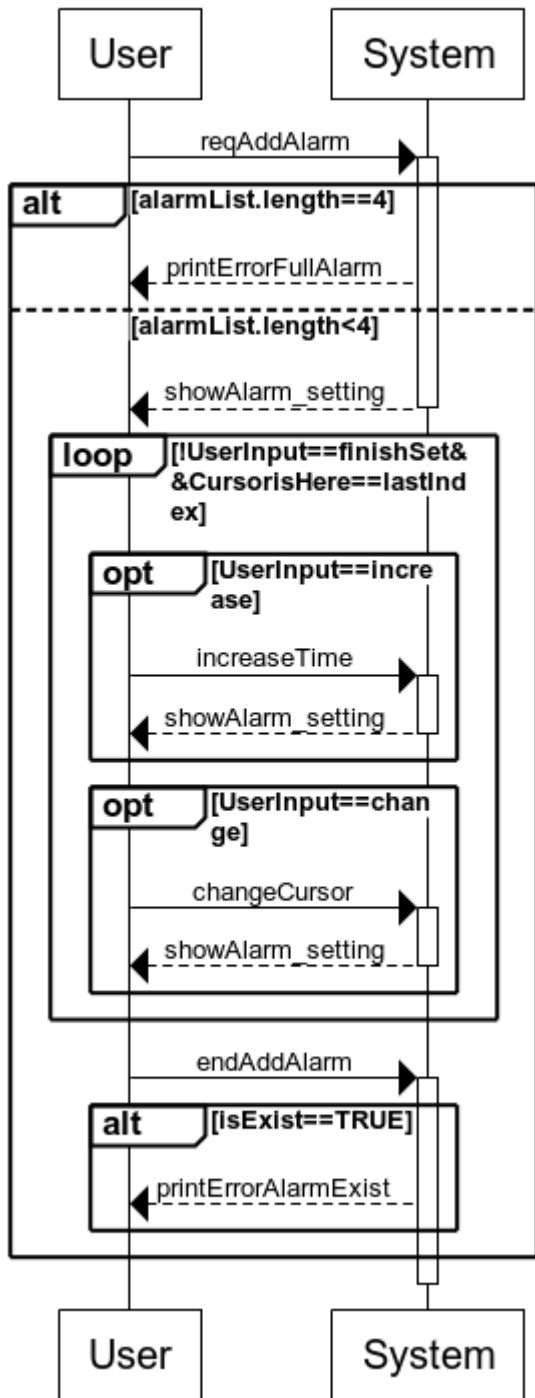 User System
reqAddAlarm
alt [alarmList.length==4]
printErrorFullAlarm
[alarmList.length<4]
showAlarm_setting
loop [!UserInput==finishSet&
&CursorisHere==lastInd
ex]
opt [UserInput==incre
ase]
increaseTime
showAlarm_setting
opt [UserInput==chan
ge]
changeCursor
showAlarm_setting
endAddAlarm
alt [isExist==TRUE]
printErrorAlarmExist
User System